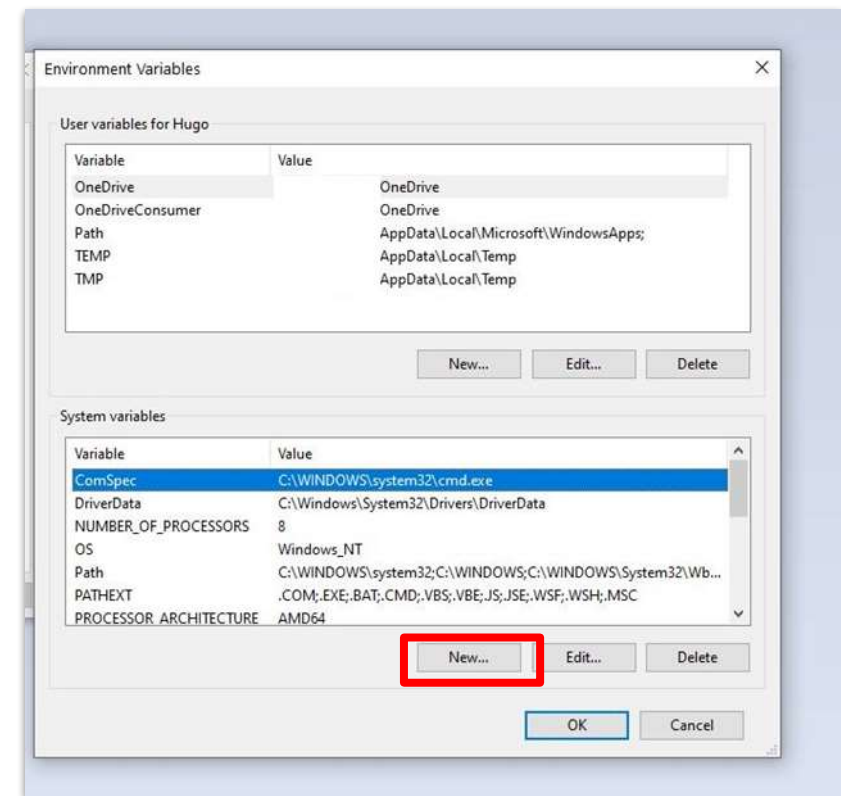 Environment Variables
User variables for Hugo
Variable Value
OneDrive OneDrive
OneDriveConsumer OneDrive
Path AppData\Local\Microsoft\WindowsApps;
TEMP AppData\Local\Temp
TMP AppData\Local\Temp
New... Edit... Delete
System variables
Variable Value
ComSpec C:\WINDOWS\system32\cmd.exe
DriverData C:\Windows\System32\Drivers\DriverData
NUMBER_OF_PROCESSORS 8
OS Windows_NT
Path C:\WINDOWS\system32;C:\WINDOWS;C:\WINDOWS\System32\Wb...
PATHEXT .COM;.EXE;.BAT;.CMD;.VBS;.VBE;.JS;.JSE;.WSF;.WSH;.MSC
PROCESSOR_ARCHITECTURE AMD64
New... Edit... Delete
OK Cancel